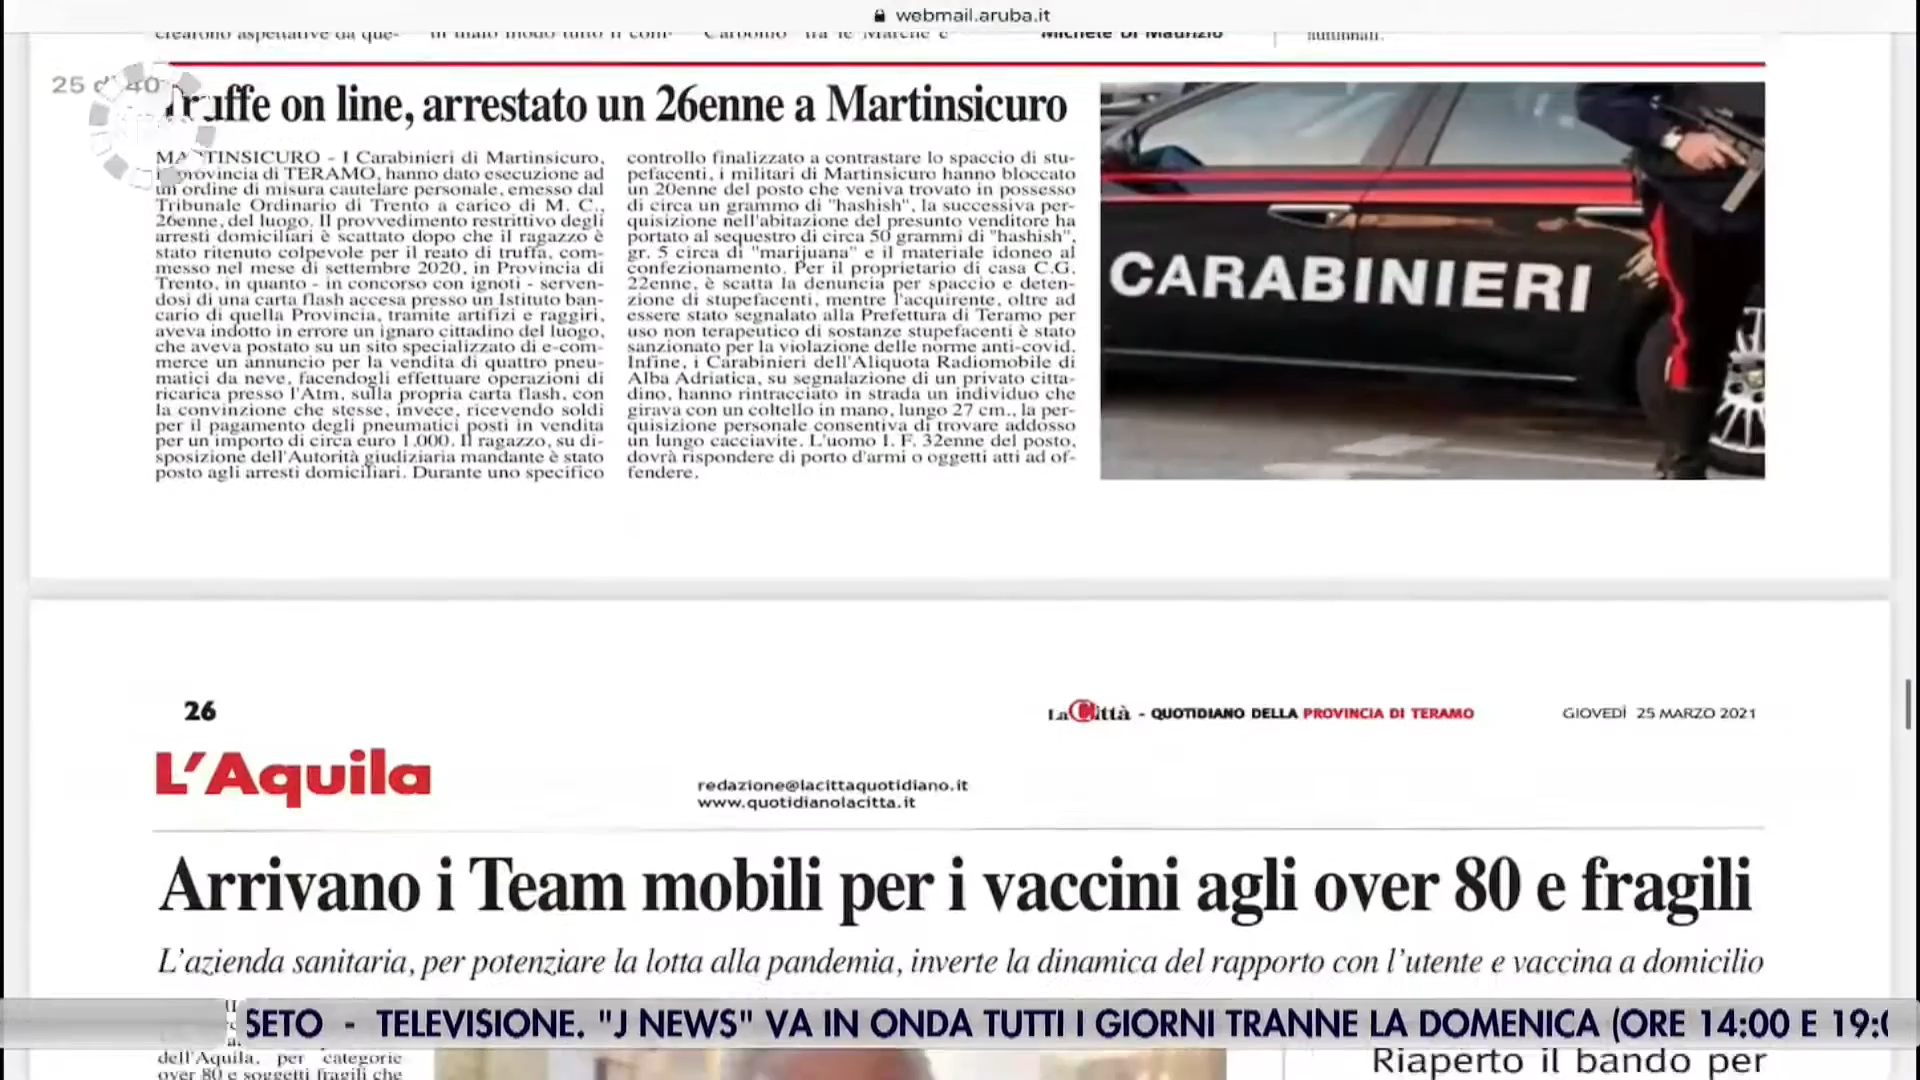 webmail.aruba.it
crearono aspettative da que-
Michele Di Maurizio
autunnali.
25 di 40
Truffe on line, arrestato un 26enne a Martinsicuro
MARTINSICURO - I Carabinieri di Martinsicuro,
provincia di TERAMO, hanno dato esecuzione ad
un ordine di misura cautelare personale, emesso dal
Tribunale Ordinario di Trento a carico di M. C.,
26enne, del luogo. Il provvedimento restrittivo degli
arresti domiciliari è scattato dopo che il ragazzo è
stato ritenuto colpevole per il reato di truffa, com-
messo nel mese di settembre 2020, in Provincia di
Trento, in quanto - in concorso con ignoti - serven-
dosi di una carta flash accesa presso un Istituto ban-
cario di quella Provincia, tramite artifizi e raggiri,
aveva indotto in errore un ignaro cittadino del luogo,
che aveva postato su un sito specializzato di e-com-
merce un annuncio per la vendita di quattro pneu-
matici da neve, facendogli effettuare operazioni di
ricarica presso l'Atm, sulla propria carta flash, con
la convinzione che stesse, invece, ricevendo soldi
per il pagamento degli pneumatici posti in vendita
per un importo di circa euro 1.000. Il ragazzo, su di-
sposizione dell'Autorità giudiziaria mandante è stato
posto agli arresti domiciliari. Durante uno specifico
controllo finalizzato a contrastare lo spaccio di stu-
pefacenti, i militari di Martinsicuro hanno bloccato
un 20enne del posto che veniva trovato in possesso
di circa un grammo di "hashish", la successiva per-
quisizione nell'abitazione del presunto venditore ha
portato al sequestro di circa 50 grammi di "hashish",
gr. 5 circa di "marijuana" e il materiale idoneo al
confezionamento. Per il proprietario di casa C.G.
22enne, è scatta la denuncia per spaccio e deten-
zione di stupefacenti, mentre l'acquirente, oltre ad
essere stato segnalato alla Prefettura di Teramo per
uso non terapeutico di sostanze stupefacenti è stato
sanzionato per la violazione delle norme anti-covid.
Infine, i Carabinieri dell'Aliquota Radiomobile di
Alba Adriatica, su segnalazione di un privato citta-
dino, hanno rintracciato in strada un individuo che
girava con un coltello in mano, lungo 27 cm., la per-
quisizione personale consentiva di trovare addosso
un lungo cacciavite. L'uomo I. F. 32enne del posto,
dovrà rispondere di porto d'armi o oggetti atti ad of-
fendere.
CARABINIERI
26
La Città - QUOTIDIANO DELLA PROVINCIA DI TERAMO
GIOVEDÌ 25 MARZO 2021
L'Aquila
redazione@lacittaquotidiano.it
www.quotidianolacitta.it
Arrivano i Team mobili per i vaccini agli over 80 e fragili
L'azienda sanitaria, per potenziare la lotta alla pandemia, inverte la dinamica del rapporto con l'utente e vaccina a domicilio
SETO - TELEVISIONE. "J NEWS" VA IN ONDA TUTTI I GIORNI TRANNE LA DOMENICA (ORE 14:00 E 19:0
dell'Aquila, per categorie
over 80 e soggetti fragili che
Riaperto il bando per